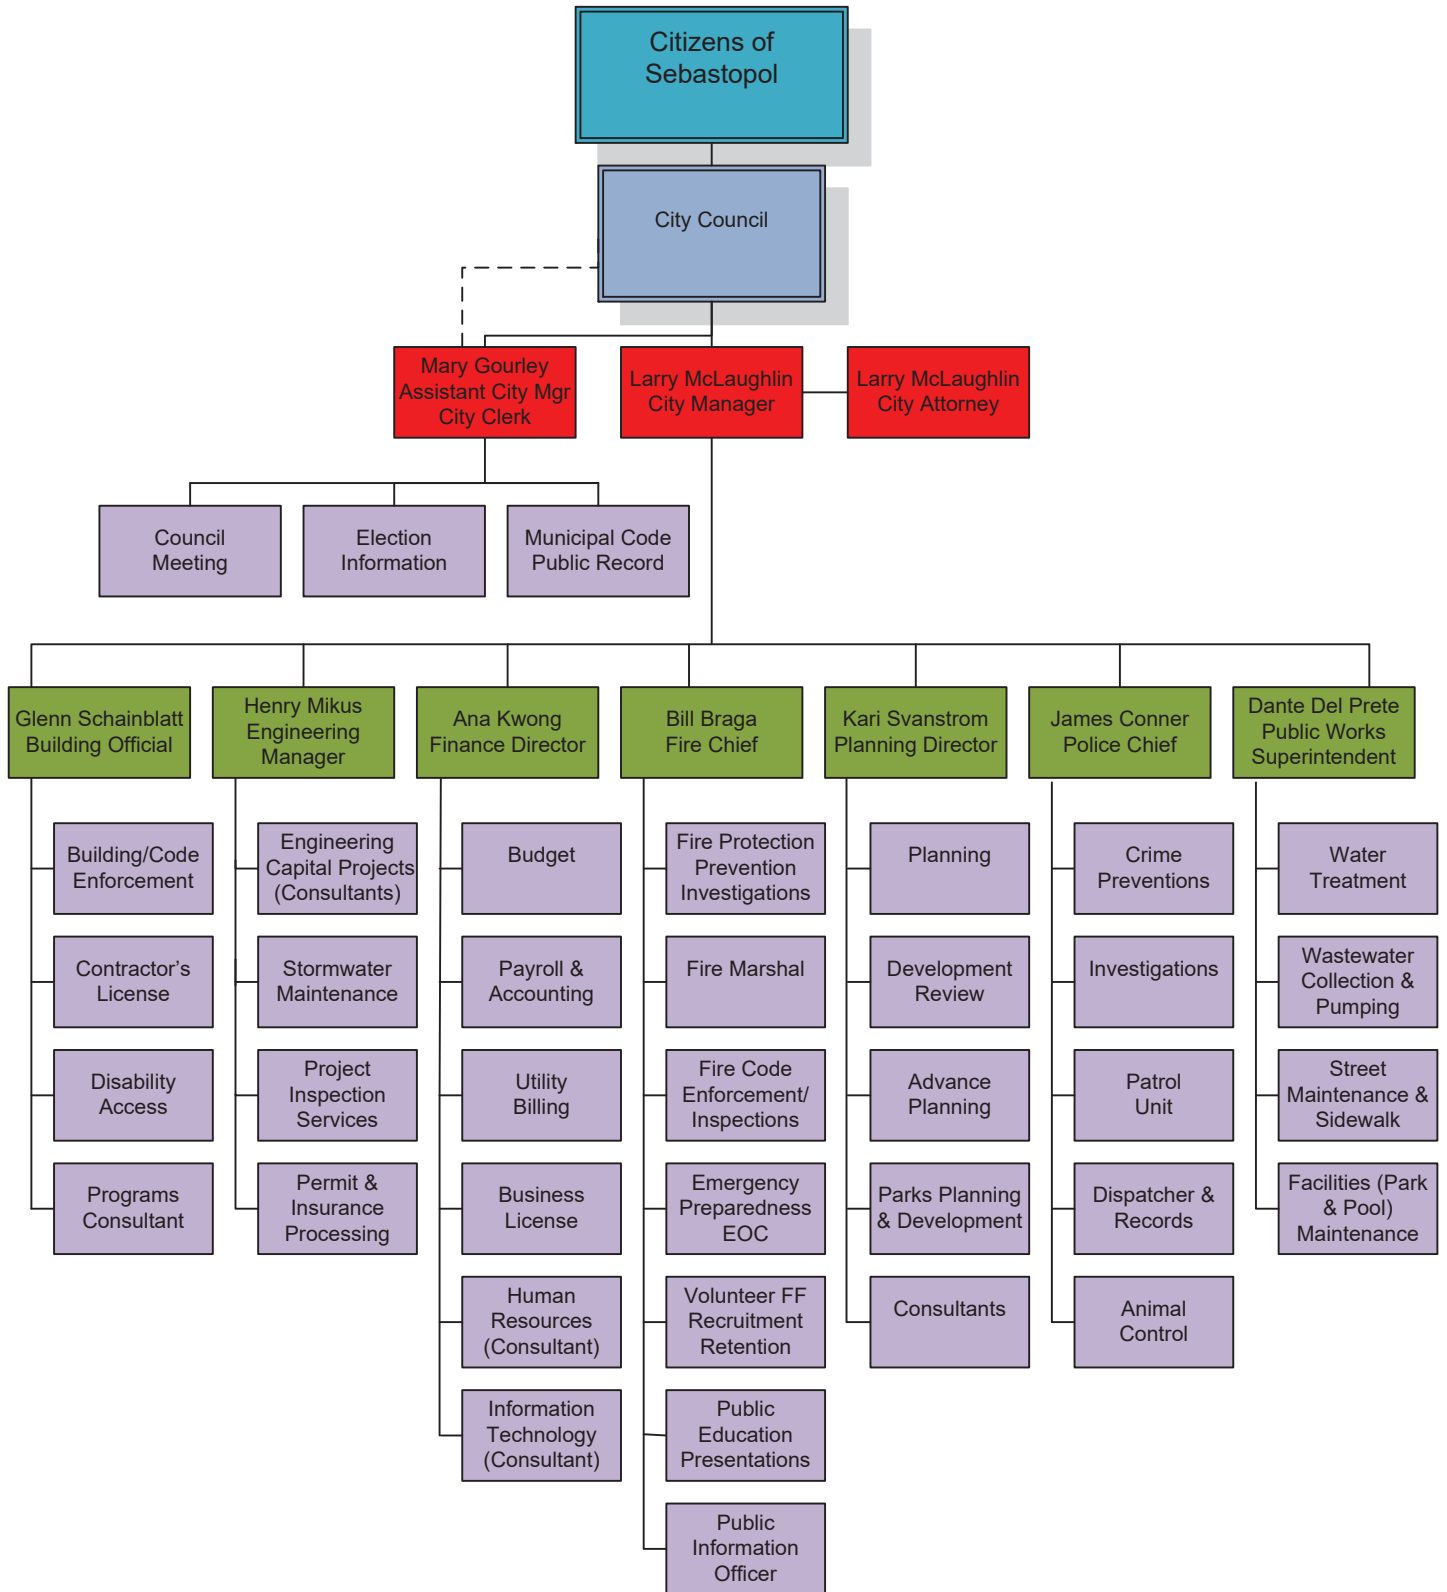 Citizens of
Sebastopol
City Council
Mary Gourley
Assistant City Mgr
City Clerk
Larry McLaughlin
City Manager
Larry McLaughlin
City Attorney
Council
Meeting
Election
Information
Municipal Code
Public Record
Glenn Schainblatt
Building Official
Henry Mikus
Engineering
Manager
Ana Kwong
Finance Director
Bill Braga
Fire Chief
Kari Svanstrom
Planning Director
James Conner
Police Chief
Dante Del Prete
Public Works
Superintendent
Building/Code
Enforcement
Contractor's
License
Disability
Access
Programs
Consultant
Engineering
Capital Projects
(Consultants)
Stormwater
Maintenance
Project
Inspection
Services
Permit &
Insurance
Processing
Budget
Payroll &
Accounting
Utility
Billing
Business
License
Human
Resources
(Consultant)
Information
Technology
(Consultant)
Fire Protection
Prevention
Investigations
Fire Marshal
Fire Code
Enforcement/
Inspections
Emergency
Preparedness
EOC
Volunteer FF
Recruitment
Retention
Public
Education
Presentations
Public
Information
Officer
Planning
Development
Review
Advance
Planning
Parks Planning
& Development
Consultants
Crime
Preventions
Investigations
Patrol
Unit
Dispatcher &
Records
Animal
Control
Water
Treatment
Wastewater
Collection &
Pumping
Street
Maintenance &
Sidewalk
Facilities (Park
& Pool)
Maintenance